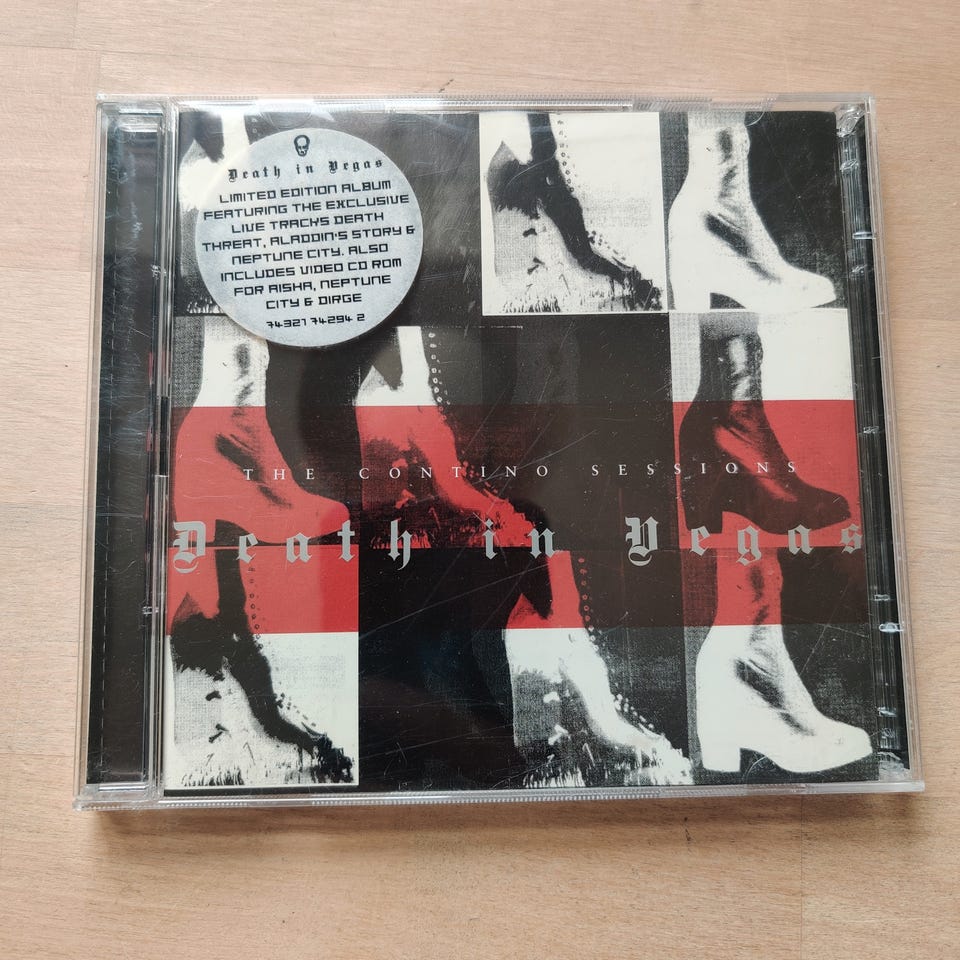 Death in Vegas
LIMITED EDITION ALBUM
FEATURING THE EXCLUSIVE
LIVE TRACKS DEATH
THREAT, ALADDIN'S STORY &
NEPTUNE CITY. ALSO
INCLUDES VIDEO CD ROM
FOR AISHA, NEPTUNE
CITY & DIRGE
74321 74294 2
THE CONTINO SESSIONS
Death in Vegas